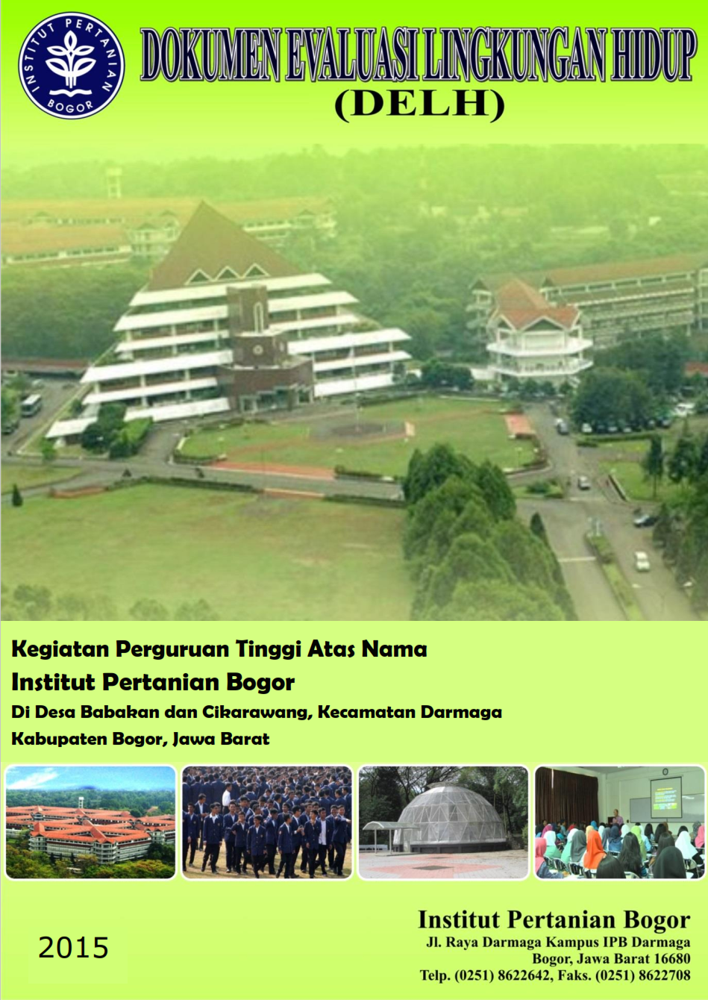 INSTITUT PERTANIAN
BOGOR
DOKUMEN EVALUASI LINGKUNGAN HIDUP
(DELH)
Kegiatan Perguruan Tinggi Atas Nama
Institut Pertanian Bogor
Di Desa Babakan dan Cikarawang, Kecamatan Darmaga
Kabupaten Bogor, Jawa Barat
2015
Institut Pertanian Bogor
Jl. Raya Darmaga Kampus IPB Darmaga
Bogor, Jawa Barat 16680
Telp. (0251) 8622642, Faks. (0251) 8622708